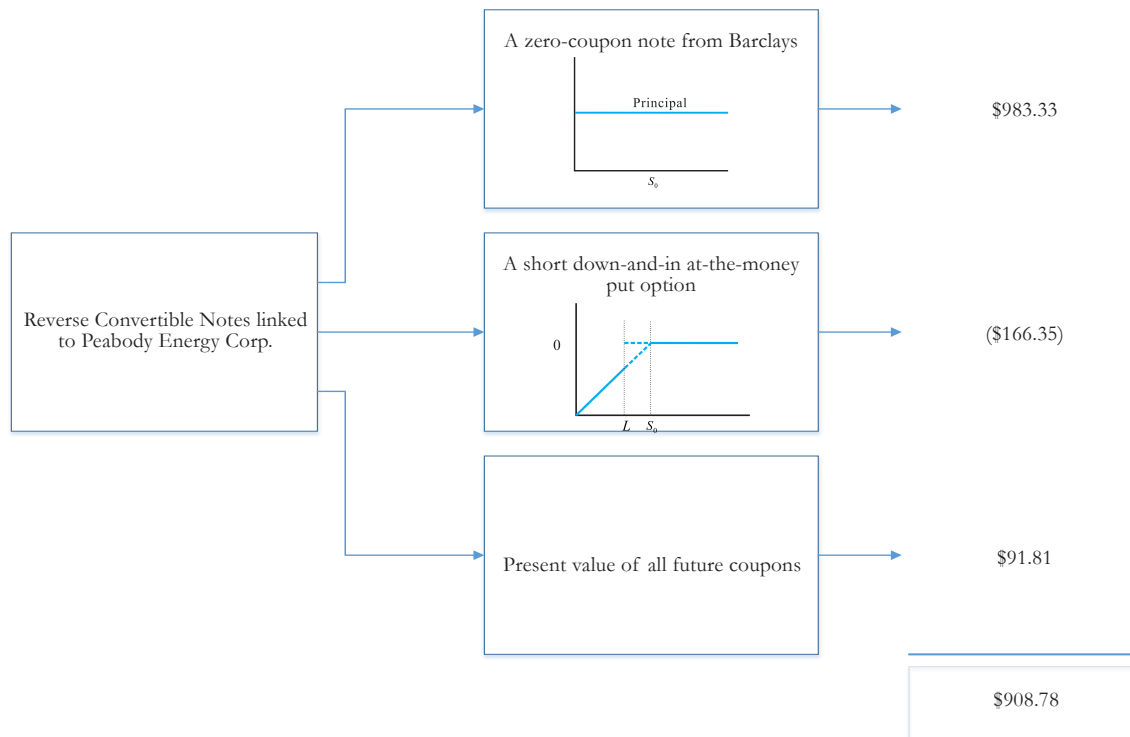 A zero-coupon note from Barclays
Principal
S₀
$983.33
Reverse Convertible Notes linked
to Peabody Energy Corp.
A short down-and-in at-the-money
put option
0
L S₀
($166.35)
Present value of all future coupons
$91.81
$908.78